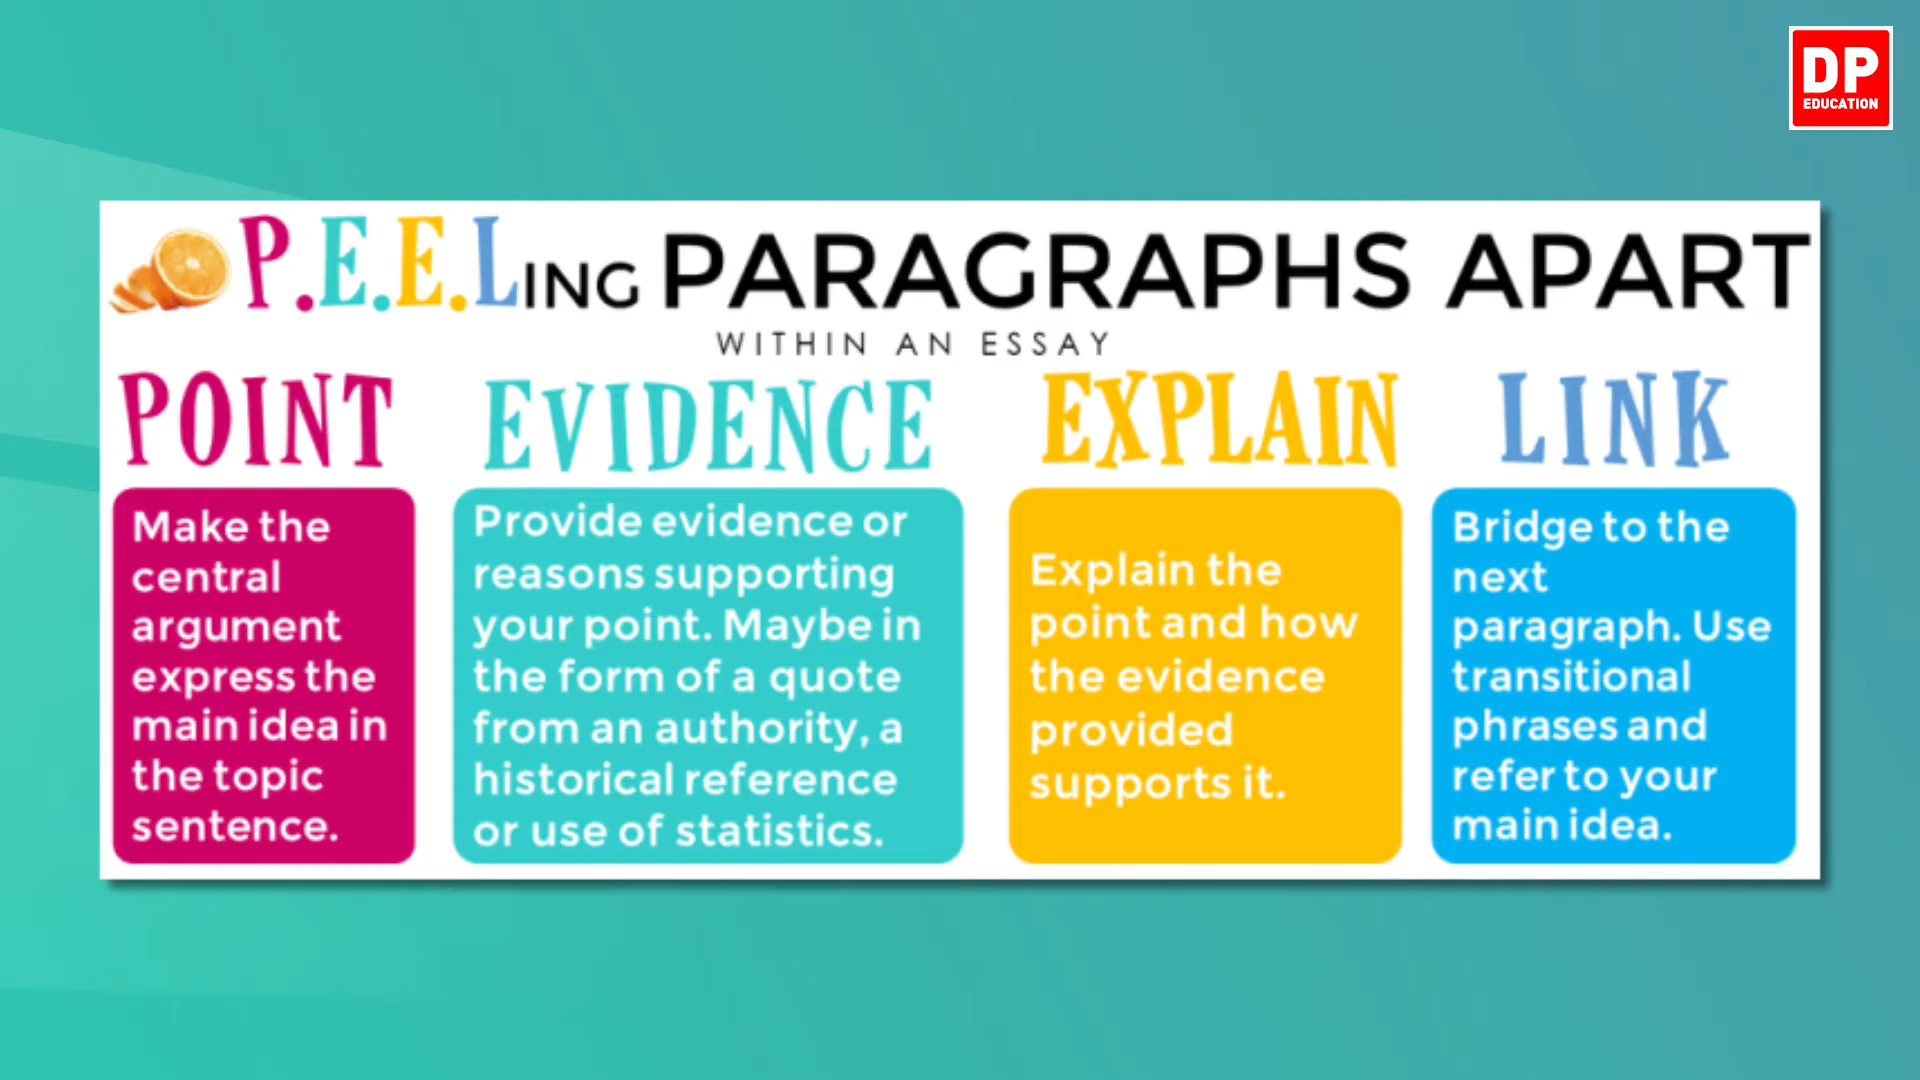 DP
EDUCATION
P.E.E.LING PARAGRAPHS APART
WITHIN AN ESSAY
POINT
Make the
central
argument
express the
main idea in
the topic
sentence.
EVIDENCE
Provide evidence or
reasons supporting
your point. Maybe in
the form of a quote
from an authority, a
historical reference
or use of statistics.
EXPLAIN
Explain the
point and how
the evidence
provided
supports it.
LINK
Bridge to the
next
paragraph. Use
transitional
phrases and
refer to your
main idea.